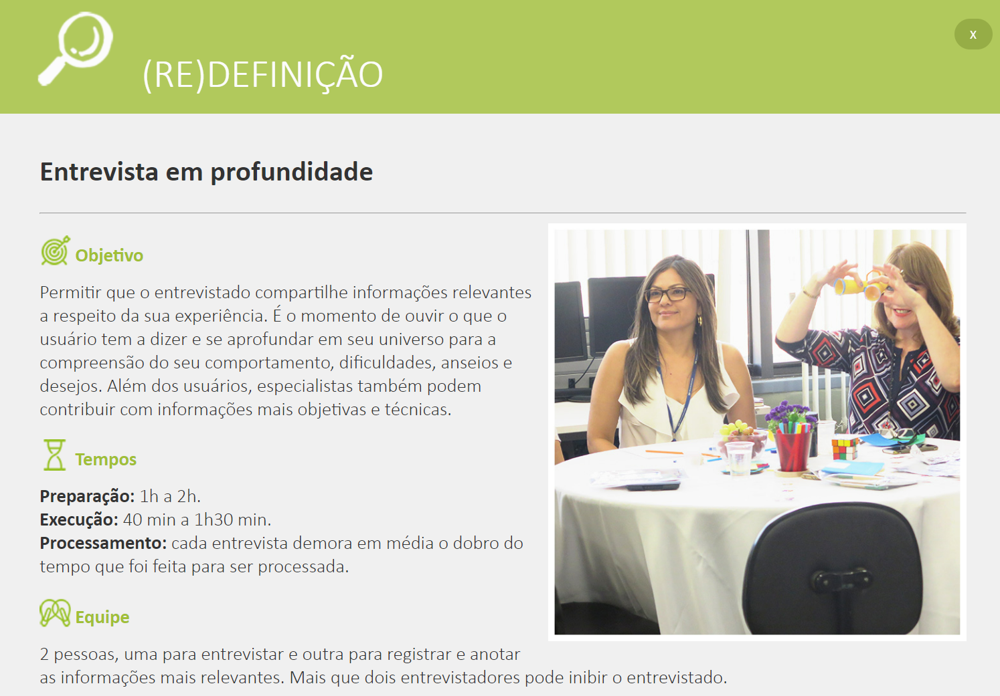 (RE)DEFINIÇÃO
X
Entrevista em profundidade
Objetivo
Permitir que o entrevistado compartilhe informações relevantes
a respeito da sua experiência. É o momento de ouvir o que o
usuário tem a dizer e se aprofundar em seu universo para a
compreensão do seu comportamento, dificuldades, anseios e
desejos. Além dos usuários, especialistas também podem
contribuir com informações mais objetivas e técnicas.
Tempos
Preparação: 1h a 2h.
Execução: 40 min a 1h30 min.
Processamento: cada entrevista demora em média o dobro do
tempo que foi feita para ser processada.
Equipe
2 pessoas, uma para entrevistar e outra para registrar e anotar
as informações mais relevantes. Mais que dois entrevistadores pode inibir o entrevistado.